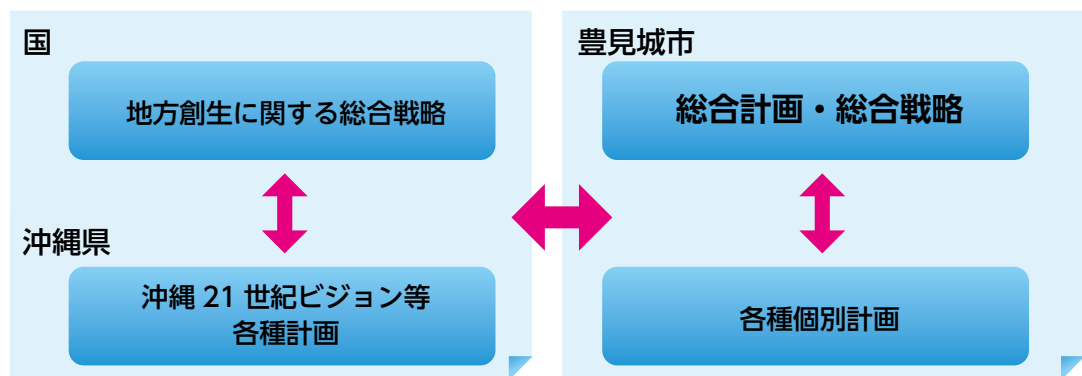 国
地方創生に関する総合戦略
沖縄県
沖縄 21 世紀ビジョン等
各種計画
豊見城市
総合計画・総合戦略
各種個別計画